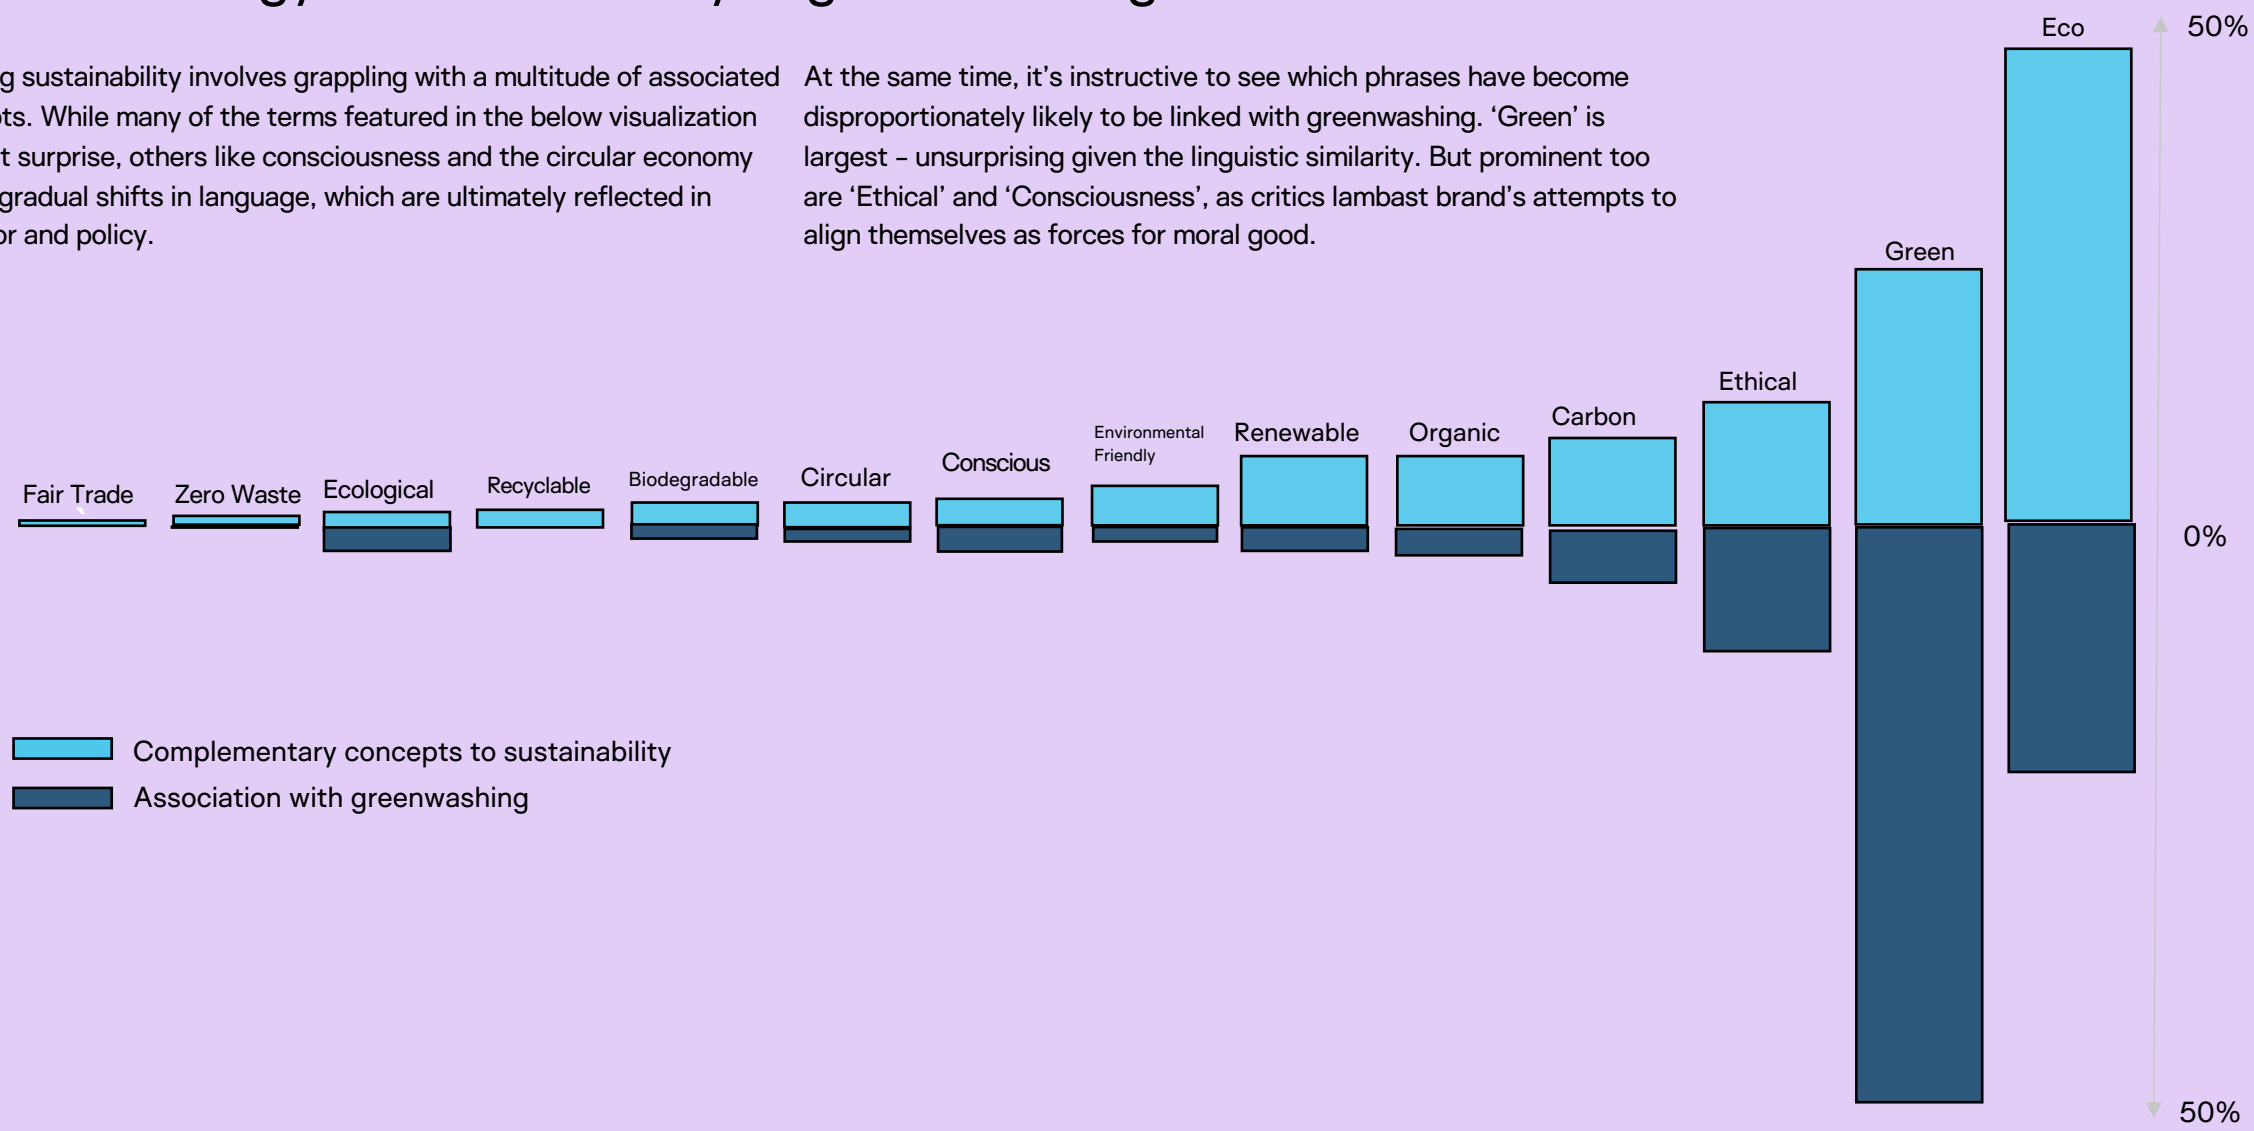 g sustainability involves grappling with a multitude of associated
ts. While many of the terms featured in the below visualization
t surprise, others like consciousness and the circular economy
gradual shifts in language, which are ultimately reflected in
or and policy.
At the same time, it’s instructive to see which phrases have become
disproportionately likely to be linked with greenwashing. ‘Green’ is
largest – unsurprising given the linguistic similarity. But prominent too
are ‘Ethical’ and ‘Consciousness’, as critics lambast brand’s attempts to
align themselves as forces for moral good.
Fair Trade
Zero Waste
Ecological
Recyclable
Biodegradable
Circular
Conscious
Environmental
Friendly
Renewable
Organic
Carbon
Ethical
Green
Eco
50%
0%
50%
Complementary concepts to sustainability
Association with greenwashing